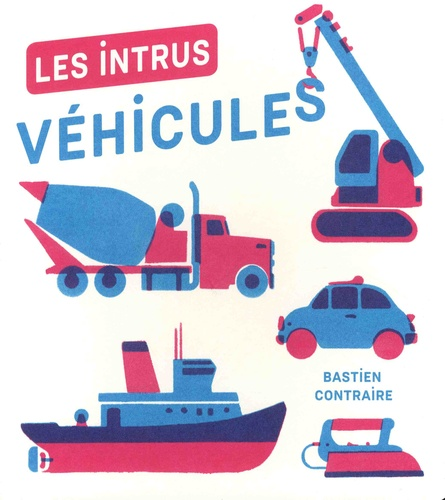 LES INTRUS
VÉHICULES
BASTIEN
CONTRAIRE